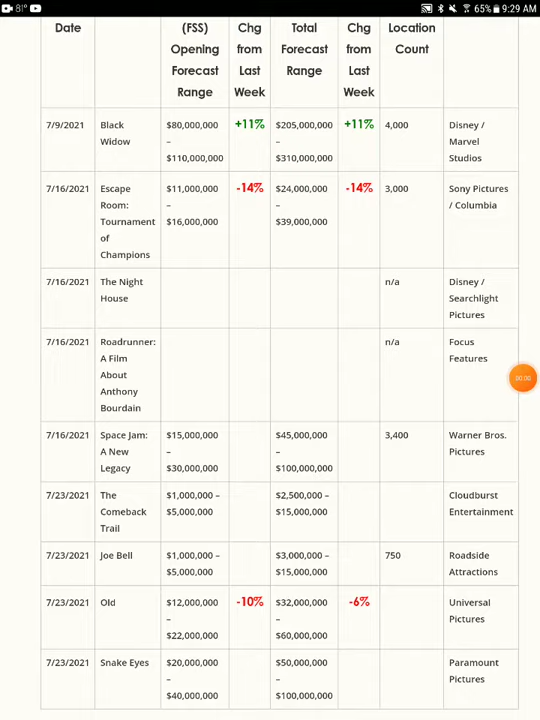 81° 65% 9:29 AM
Date (FSS) Opening Forecast Range Chg from Last Week Total Forecast Range Chg from Last Week Location Count
7/9/2021 Black Widow $80,000,000 – $110,000,000 +11% $205,000,000 – $310,000,000 +11% 4,000 Disney / Marvel Studios
7/16/2021 Escape Room: Tournament of Champions $11,000,000 – $16,000,000 -14% $24,000,000 – $39,000,000 -14% 3,000 Sony Pictures / Columbia
7/16/2021 The Night House n/a Disney / Searchlight Pictures
7/16/2021 Roadrunner: A Film About Anthony Bourdain n/a Focus Features
7/16/2021 Space Jam: A New Legacy $15,000,000 – $30,000,000 $45,000,000 – $100,000,000 3,400 Warner Bros. Pictures
7/23/2021 The Comeback Trail $1,000,000 – $5,000,000 $2,500,000 – $15,000,000 Cloudburst Entertainment
7/23/2021 Joe Bell $1,000,000 – $5,000,000 $3,000,000 – $15,000,000 750 Roadside Attractions
7/23/2021 Old $12,000,000 – $22,000,000 -10% $32,000,000 – $60,000,000 -6% Universal Pictures
7/23/2021 Snake Eyes $20,000,000 – $40,000,000 $50,000,000 – $100,000,000 Paramount Pictures
00:00